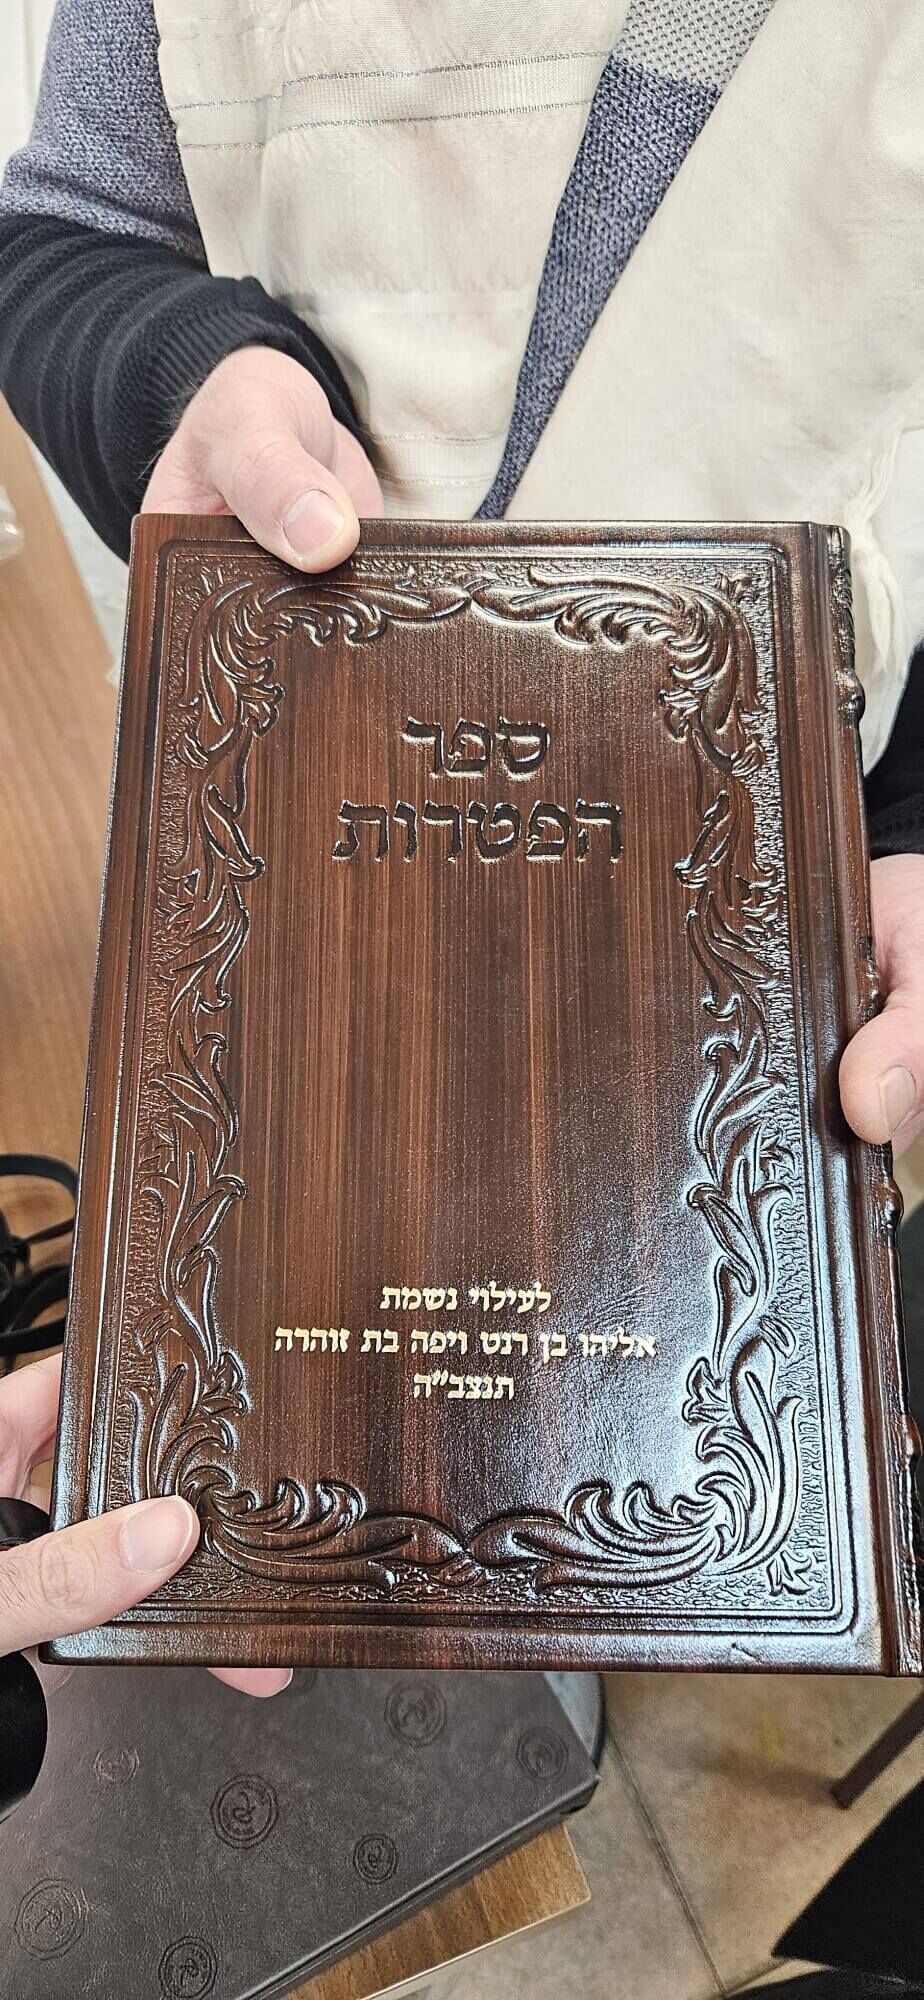 ספר
הפטרות
לעילוי נשמת
אליהו בן רנט ויפה בת זוהרה
תנצב״ה